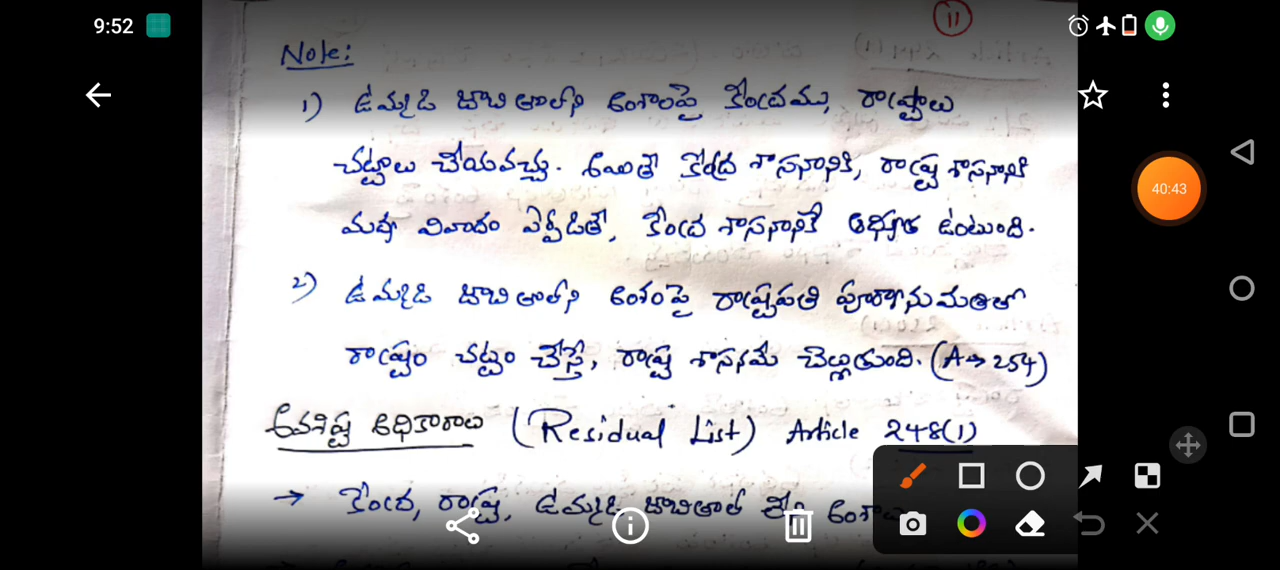 9:52
11
Note:
1) ఉమ్మడి జాబితాలోని అంశాలపై కేంద్రము, రాష్ట్రాలు
40:43
చట్టాలు చేయవచ్చు. అయితే కేంద్ర శాసనానికి, రాష్ట్ర శాసనానికి
మధ్య వివాదం ఏర్పడితే, కేంద్ర శాసనానికే ఆధిక్యత ఉంటుంది.
2) ఉమ్మడి జాబితాలోని అంశంపై రాష్ట్రపతి పూర్వానుమతితో
రాష్ట్రం చట్టం చేస్తే, రాష్ట్ర శాసనమే చెల్లుతుంది. (A→254)
అవశిష్ట అధికారాలు (Residual List) Article 248(1)
→ కేంద్ర, రాష్ట్ర, ఉమ్మడి జాబితాలో లేని